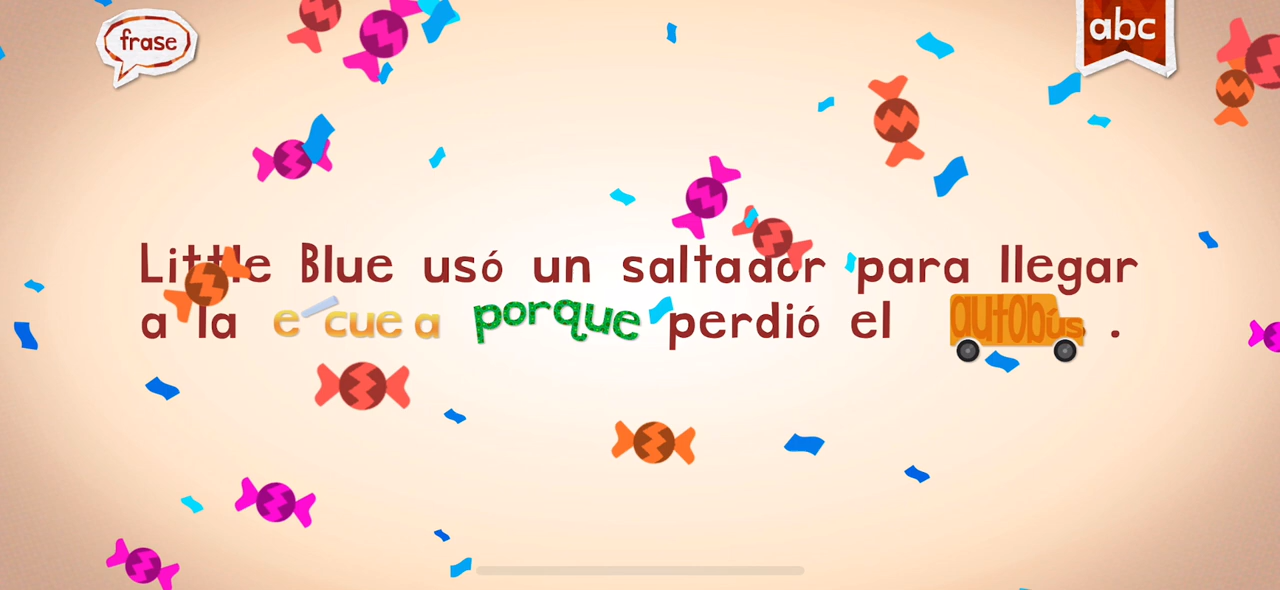 frase
abc
Little Blue usó un saltador para llegar
a la e cue a porque perdió el autobús.